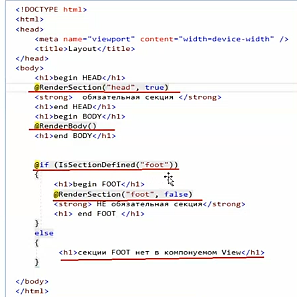 <!DOCTYPE html>
<html>
<head>
<meta name="viewport" content="width=device-width" />
<title>Layout</title>
</head>
<body>
<h1>begin HEAD</h1>
@RenderSection("head", true)
<strong> обязательная секция </strong>
<h1>end HEAD</h1>
<h1>begin BODY</h1>
@RenderBody()
<h1>end BODY</h1>
@if (IsSectionDefined("foot"))
{
<h1>begin FOOT</h1>
@RenderSection("foot", false)
<strong> НЕ обязательная секция</strong>
<h1> end FOOT </h1>
}
else
{
<h1>секции FOOT нет в компонуемом View</h1>
}
</body>
</html>